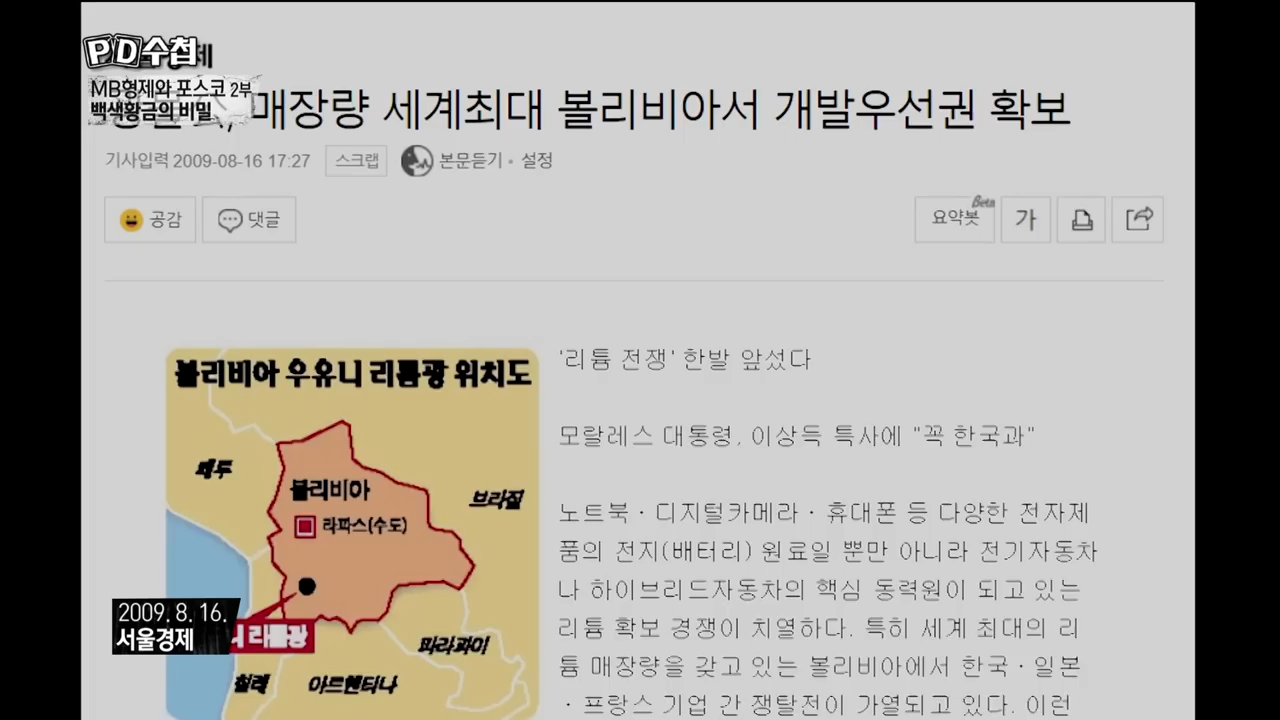 PD수첩
MB형제와 포스코 2부
백색황금의 비밀
매장량 세계최대 볼리비아서 개발우선권 확보
기사입력 2009-08-16 17:27 스크랩 본문듣기 · 설정
공감 댓글 요약봇 Beta 가
볼리비아 우유니 리튬광 위치도
페루
볼리비아
브라질
라파스(수도)
니 리튬광
파라과이
칠레 아르헨티나
2009. 8. 16.
서울경제
'리튬 전쟁' 한발 앞섰다
모랄레스 대통령, 이상득 특사에 "꼭 한국과"
노트북·디지털카메라·휴대폰 등 다양한 전자제
품의 전지(배터리) 원료일 뿐만 아니라 전기자동차
나 하이브리드자동차의 핵심 동력원이 되고 있는
리튬 확보 경쟁이 치열하다. 특히 세계 최대의 리
튬 매장량을 갖고 있는 볼리비아에서 한국·일본
·프랑스 기업 간 쟁탈전이 가열되고 있다. 이런